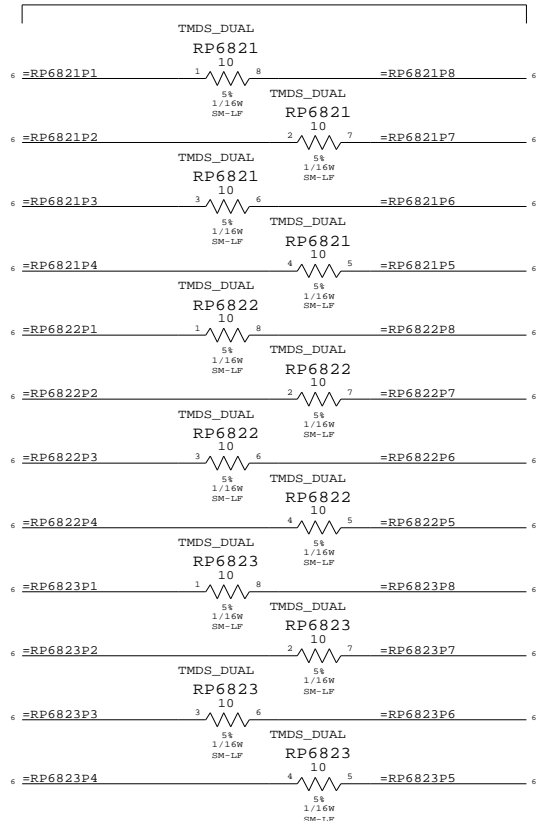 TMDS_DUAL
RP6821
10
6 =RP6821P1 1 8 =RP6821P8 6
5%
1/16W
SM-LF
TMDS_DUAL
RP6821
10
6 =RP6821P2 2 7 =RP6821P7 6
5%
1/16W
SM-LF
TMDS_DUAL
RP6821
10
6 =RP6821P3 3 6 =RP6821P6 6
5%
1/16W
SM-LF
TMDS_DUAL
RP6821
10
6 =RP6821P4 4 5 =RP6821P5 6
5%
1/16W
SM-LF
TMDS_DUAL
RP6822
10
6 =RP6822P1 1 8 =RP6822P8 6
5%
1/16W
SM-LF
TMDS_DUAL
RP6822
10
6 =RP6822P2 2 7 =RP6822P7 6
5%
1/16W
SM-LF
TMDS_DUAL
RP6822
10
6 =RP6822P3 3 6 =RP6822P6 6
5%
1/16W
SM-LF
TMDS_DUAL
RP6822
10
6 =RP6822P4 4 5 =RP6822P5 6
5%
1/16W
SM-LF
TMDS_DUAL
RP6823
10
6 =RP6823P1 1 8 =RP6823P8 6
5%
1/16W
SM-LF
TMDS_DUAL
RP6823
10
6 =RP6823P2 2 7 =RP6823P7 6
5%
1/16W
SM-LF
TMDS_DUAL
RP6823
10
6 =RP6823P3 3 6 =RP6823P6 6
5%
1/16W
SM-LF
TMDS_DUAL
RP6823
10
6 =RP6823P4 4 5 =RP6823P5 6
5%
1/16W
SM-LF